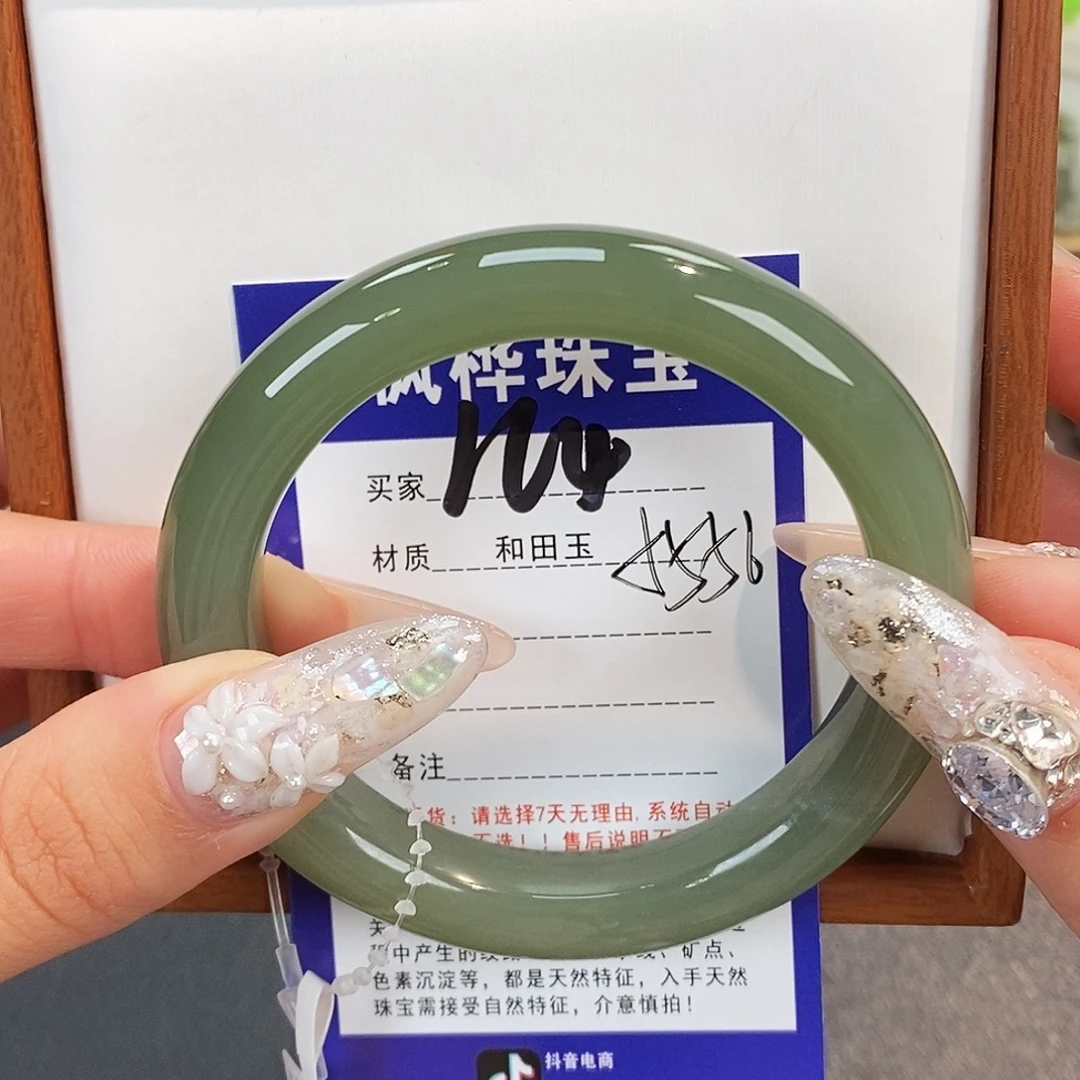 桦珠宝
买家
材质 和田玉
备注
货：请选择7天无理由，系统自动
不选！！售后说明不
中产生的
色素沉淀等，都是天然特征，入手天然
珠宝需接受自然特征，介意慎拍！
抖音电商